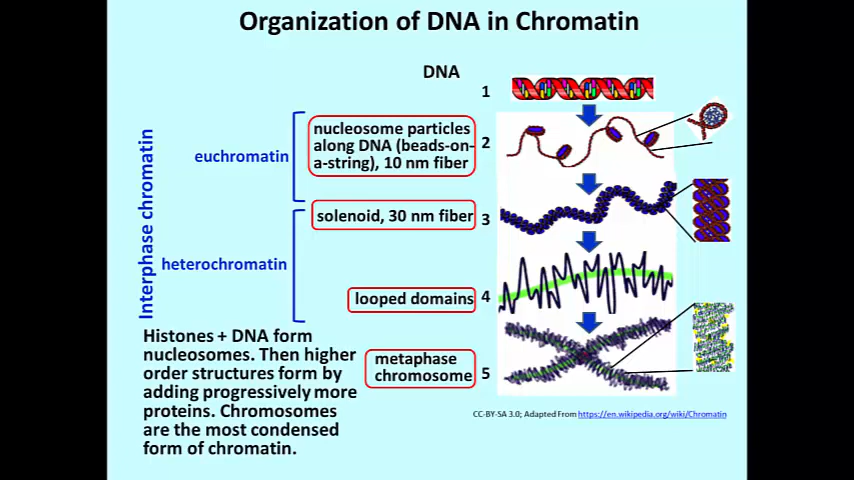 Organization of DNA in Chromatin
DNA
1
nucleosome particles
along DNA (beads-on-
a-string), 10 nm fiber
2
euchromatin
solenoid, 30 nm fiber
3
Interphase chromatin
heterochromatin
looped domains
4
Histones + DNA form
nucleosomes. Then higher
order structures form by
adding progressively more
proteins. Chromosomes
are the most condensed
form of chromatin.
metaphase
chromosome
5
CC-BY-SA 3.0; Adapted From https://en.wikipedia.org/wiki/Chromatin